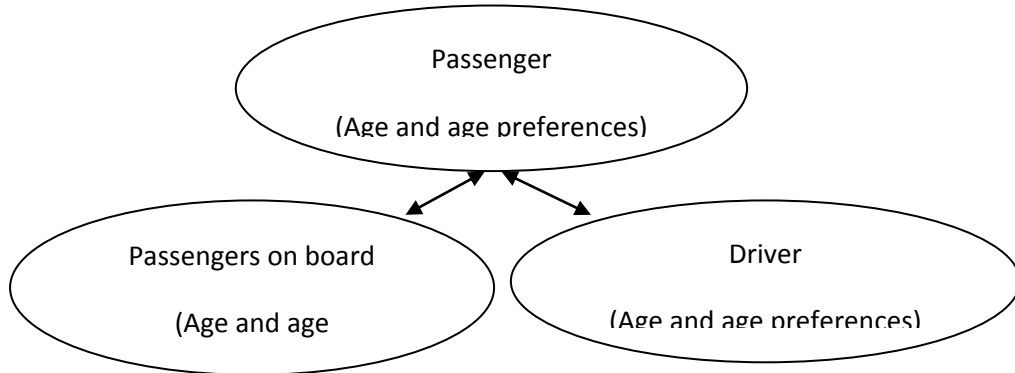 Passenger
(Age and age preferences)
Passengers on board
(Age and age
Driver
(Age and age preferences)